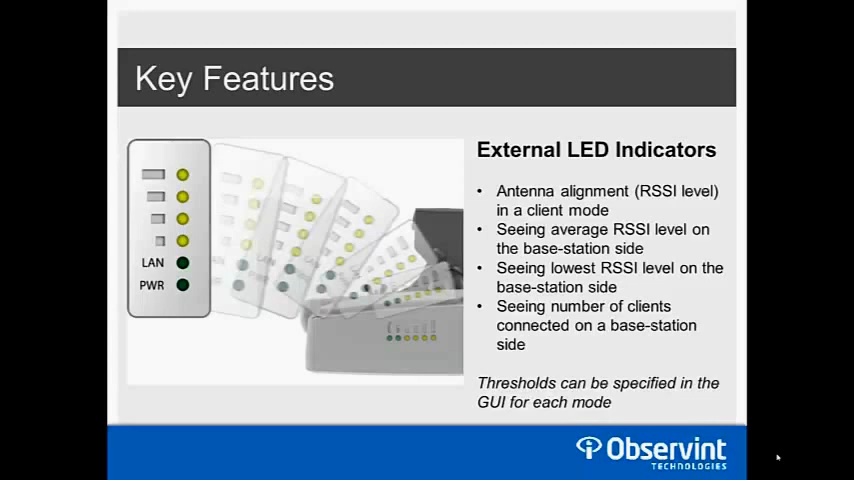 Key Features
LAN
PWR
External LED Indicators
• Antenna alignment (RSSI level)
in a client mode
• Seeing average RSSI level on
the base-station side
• Seeing lowest RSSI level on the
base-station side
• Seeing number of clients
connected on a base-station
side
Thresholds can be specified in the
GUI for each mode
Observint
TECHNOLOGIES